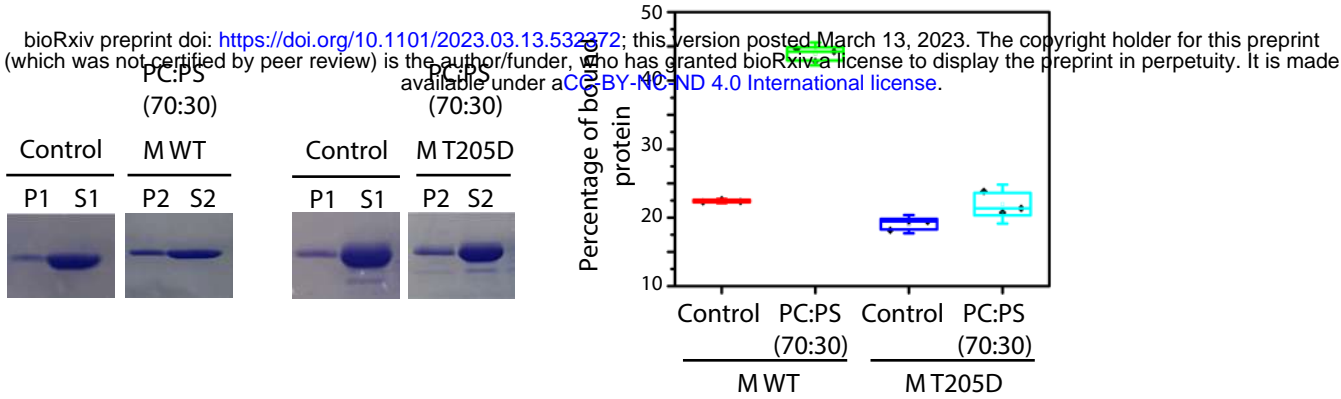 bioRxiv preprint doi: https://doi.org/10.1101/2023.03.13.532372; this version posted March 13, 2023. The copyright holder for this preprint
(which was not certified by peer review) is the author/funder, who has granted bioRxiv a license to display the preprint in perpetuity. It is made
available under aCC-BY-NC-ND 4.0 International license.
PC:PS
(70:30)
Control
M WT
P1 S1
P2 S2
PC:PS
(70:30)
Control
M T205D
P1 S1
P2 S2
Percentage of bound
protein
50
40
30
20
10
Control
PC:PS
(70:30)
Control
PC:PS
(70:30)
M WT
M T205D